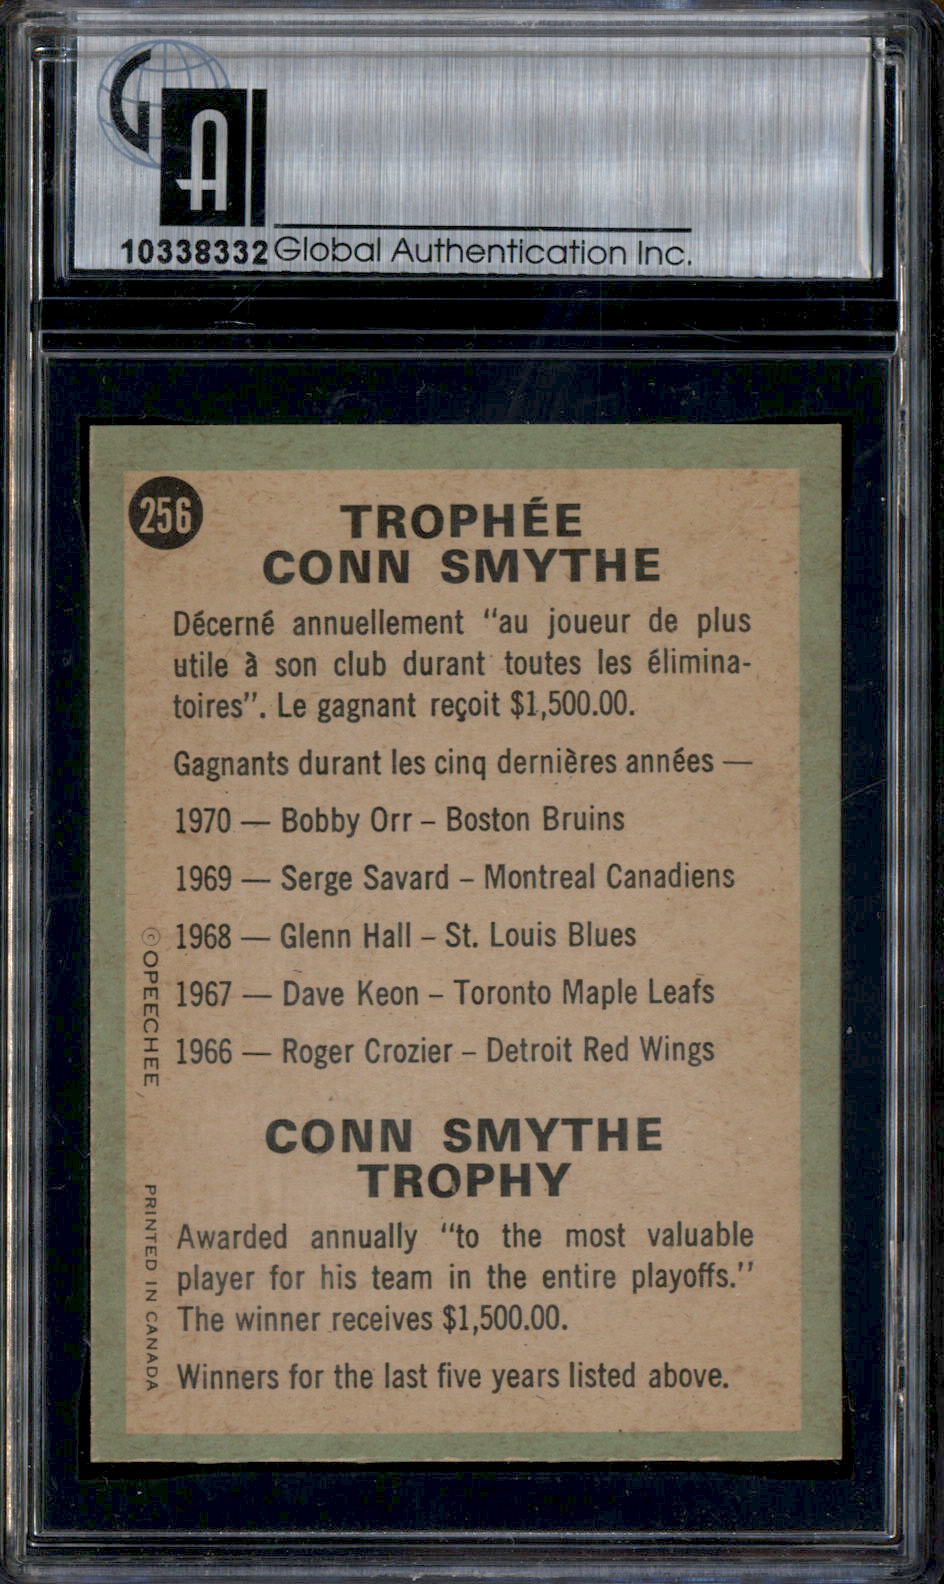 GA
10338332 Global Authentication Inc.
256
TROPHÉE
CONN SMYTHE
Décerné annuellement “au joueur de plus
utile à son club durant toutes les élimina-
toires”. Le gagnant reçoit $1,500.00.
Gagnants durant les cinq dernières années —
1970 — Bobby Orr – Boston Bruins
1969 — Serge Savard – Montreal Canadiens
1968 — Glenn Hall – St. Louis Blues
1967 — Dave Keon – Toronto Maple Leafs
1966 — Roger Crozier – Detroit Red Wings
CONN SMYTHE
TROPHY
Awarded annually “to the most valuable
player for his team in the entire playoffs.”
The winner receives $1,500.00.
Winners for the last five years listed above.
© OPEECHEE
PRINTED IN CANADA